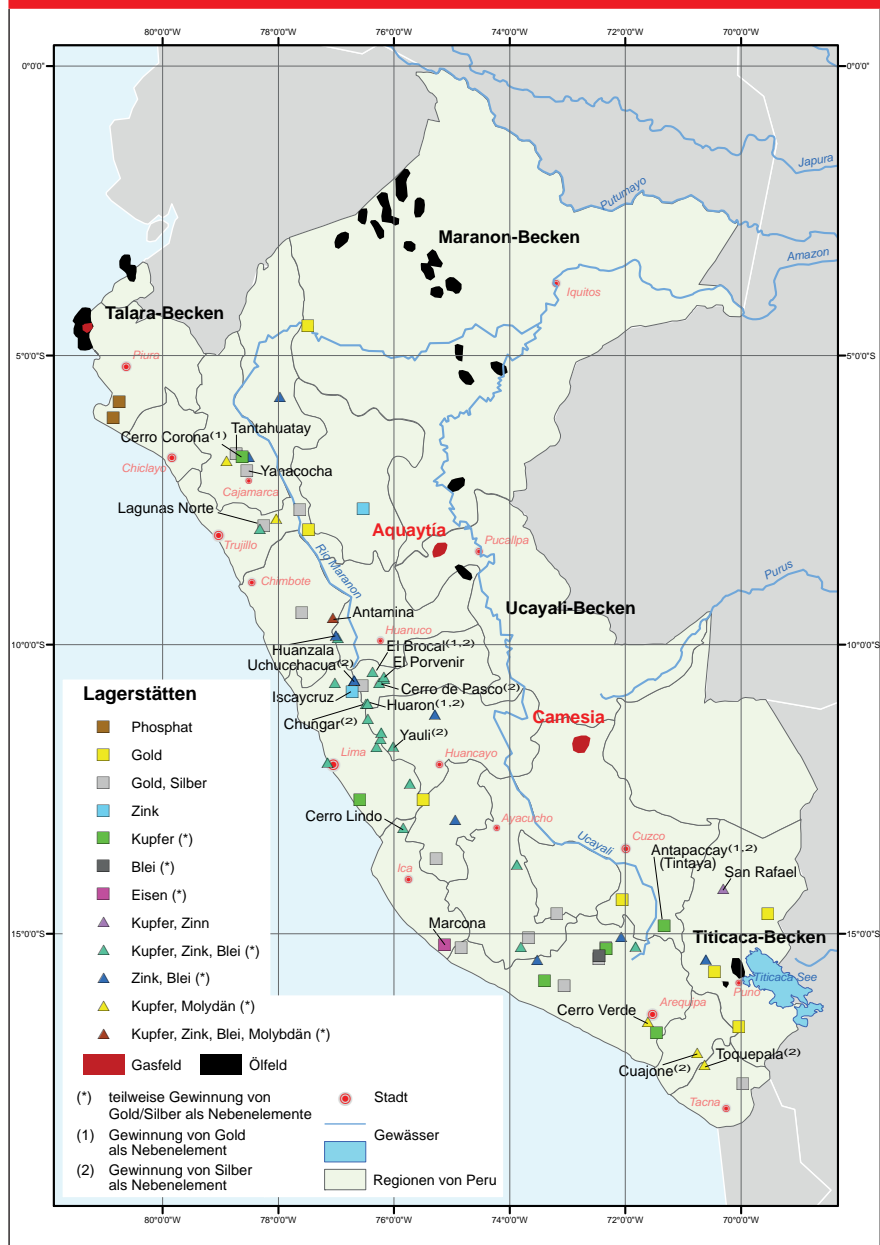 80°0'0"W 78°0'0"W 76°0'0"W 74°0'0"W 72°0'0"W 70°0'0"W
0°0'0" 0°0'0"
Japura
Putumayo
Maranon-Becken
Amazon
Iquitos
Talara-Becken
5°0'0"S 5°0'0"S
Piura
Tantahuatay
Cerro Corona(1)
Chiclayo
Yanacocha
Cajamarca
Lagunas Norte
Trujillo
Rio Maranon
Aquaytía
Pucallpa
Chimbote
Purus
Antamina
Ucayali-Becken
Huanuco
10°0'0"S 10°0'0"S
Huanzala
El Brocal(1,2)
Uchucchacua(2)
El Porvenir
Cerro de Pasco(2)
Iscaycruz
Huaron(1,2)
Chungar(2)
Camesia
Yauli(2)
Lima
Huancayo
Cerro Lindo
Ayacucho
Ucayali
Cuzco
Antapaccay(1,2)
(Tintaya)
San Rafael
Ica
Marcona
15°0'0"S 15°0'0"S
Titicaca-Becken
Titicaca See
Puno
Arequipa
Cerro Verde
Toquepala(2)
Cuajone(2)
Tacna
Lagerstätten
Phosphat
Gold
Gold, Silber
Zink
Kupfer (*)
Blei (*)
Eisen (*)
Kupfer, Zinn
Kupfer, Zink, Blei (*)
Zink, Blei (*)
Kupfer, Molydän (*)
Kupfer, Zink, Blei, Molybdän (*)
Gasfeld Ölfeld
(*) teilweise Gewinnung von
Gold/Silber als Nebenelemente
(1) Gewinnung von Gold
als Nebenelement
(2) Gewinnung von Silber
als Nebenelement
Stadt
Gewässer
Regionen von Peru
80°0'0"W 78°0'0"W 76°0'0"W 74°0'0"W 72°0'0"W 70°0'0"W